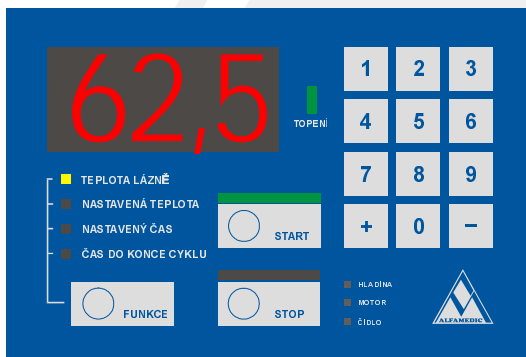 62,5
TOPENÍ
1 2 3
4 5 6
7 8 9
+ 0 −
TEPLOTA LÁZNĚ
NASTAVENÁ TEPLOTA
NASTAVENÝ ČAS
ČAS DO KONCE CYKLU
START
FUNKCE
STOP
HLADINA
MOTOR
ČÍDLO
ALFAMEDIC